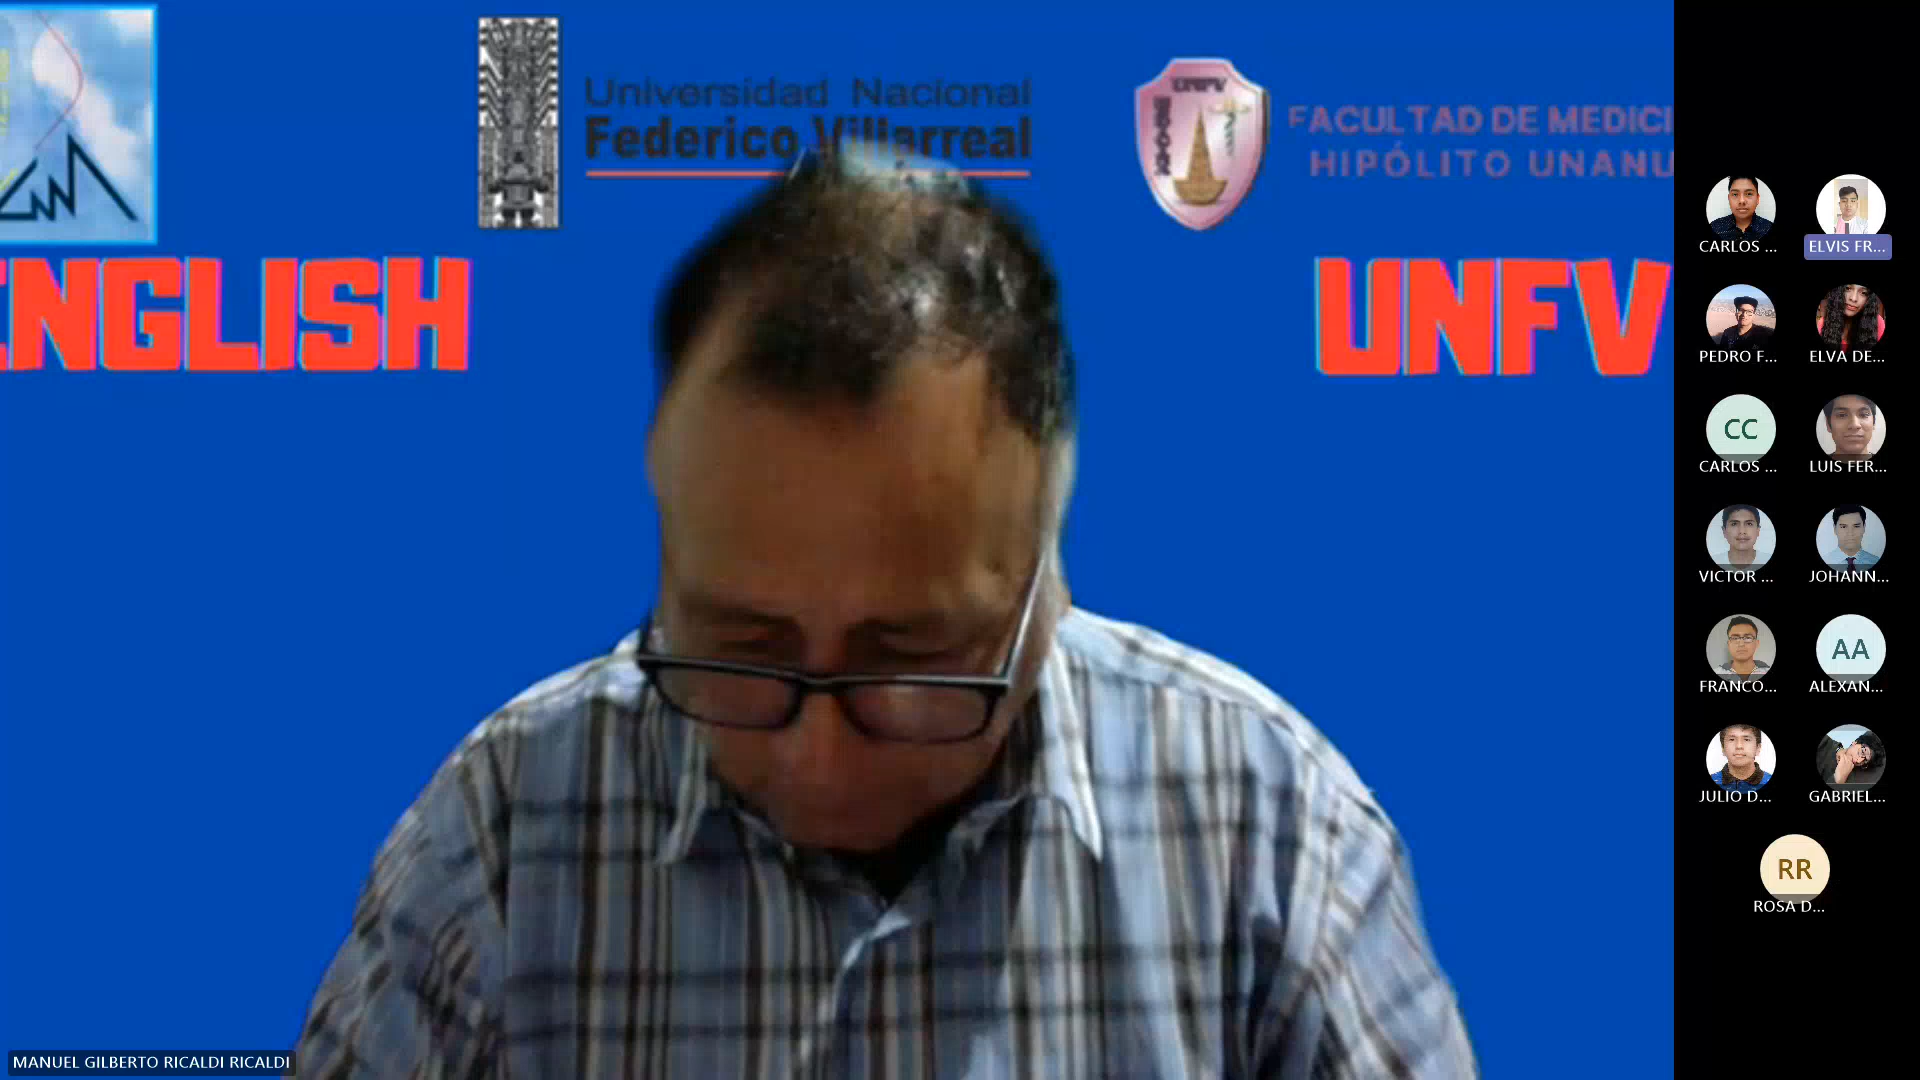 Universidad Nacional
Federico Villarreal
UNFV
FACULTAD DE MEDICI
HIPÓLITO UNANU
ENGLISH
UNFV
CARLOS ...
ELVIS FR...
PEDRO F...
ELVA DE...
CC
CARLOS ...
LUIS FER...
VICTOR ...
JOHANN...
FRANCO...
AA
ALEXAN...
JULIO D...
GABRIEL...
RR
ROSA D...
MANUEL GILBERTO RICALDI RICALDI